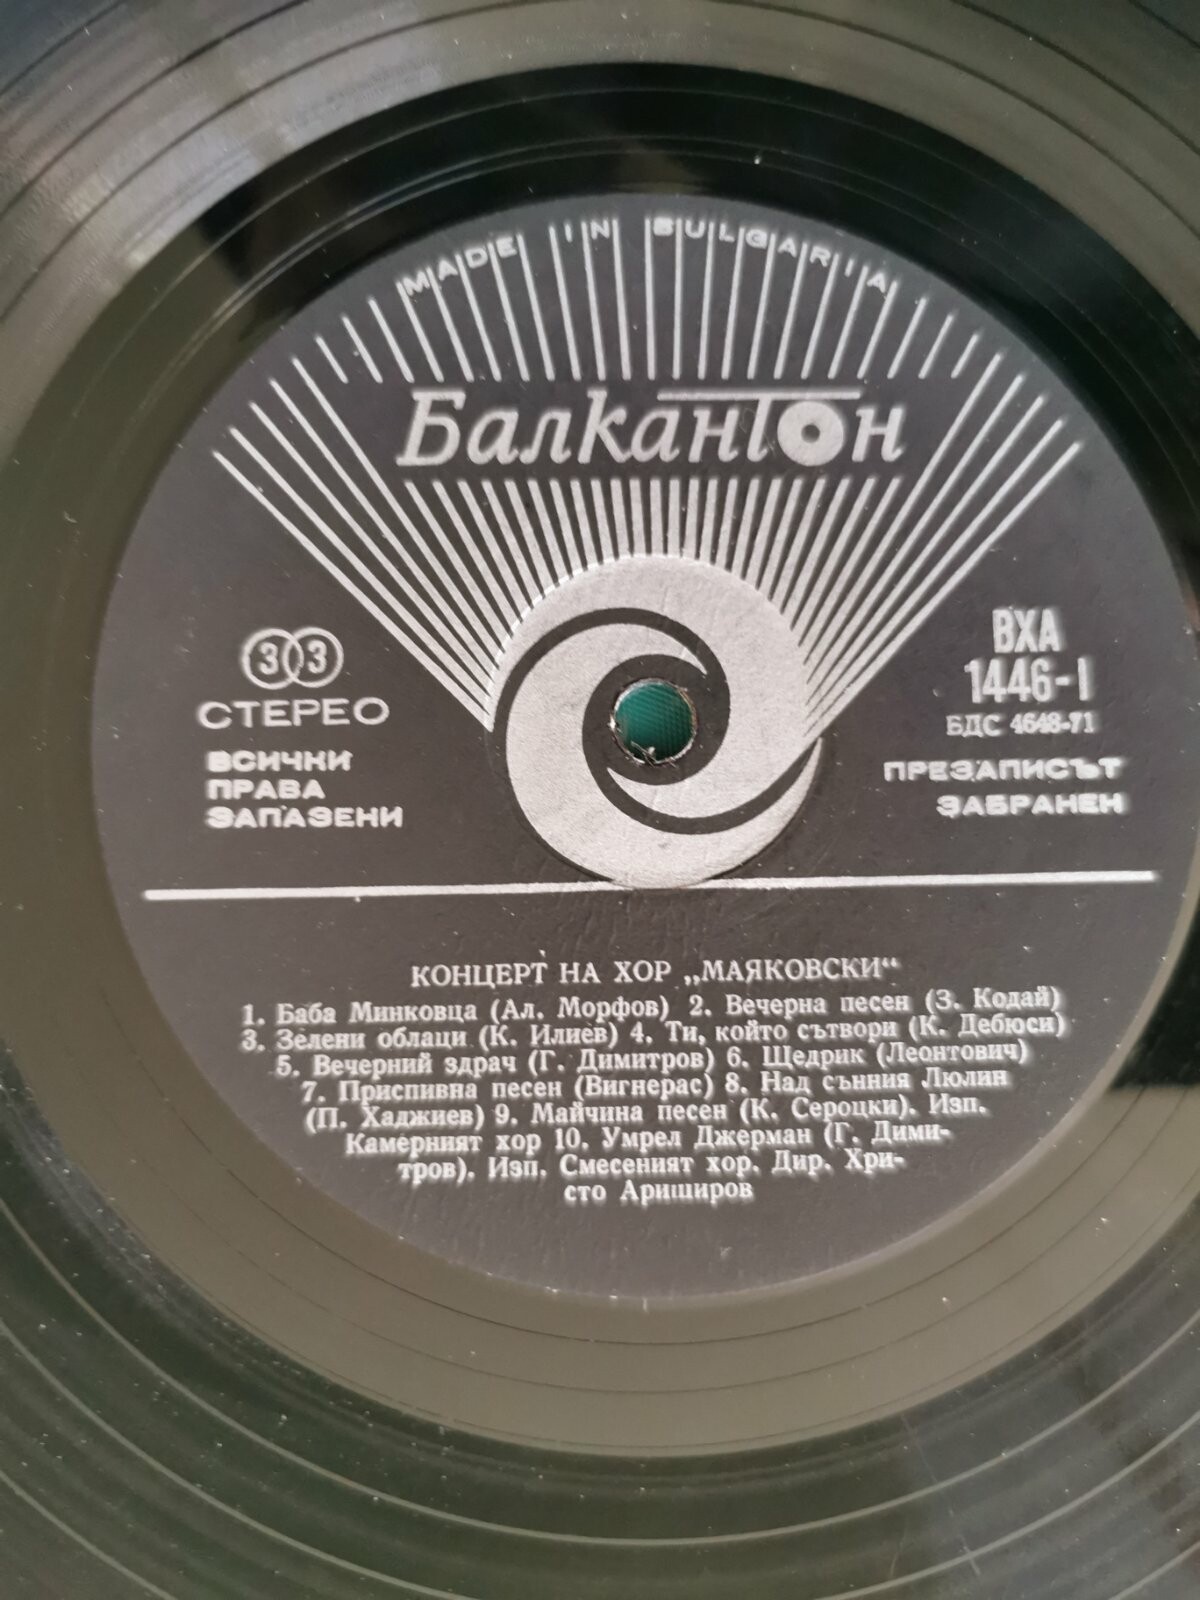 MADE IN BULGARIA
Балкантон
33
СТЕРЕО
ВСИЧКИ
ПРАВА
ЗАПАЗЕНИ
ВХА
1446-I
БДС 4648-71
ПРЕЗАПИСЪТ
ЗАБРАНЕН
КОНЦЕРТ НА ХОР „МАЯКОВСКИ“
1. Баба Минковца (Ал. Морфов) 2. Вечерна песен (З. Кодай)
3. Зелени облаци (К. Илиев) 4. Ти, който сътвори (К. Дебюси)
5. Вечерний здрач (Г. Димитров) 6. Щедрик (Леонтович)
7. Приспивна песен (Вигнерас) 8. Над сънния Люлин
(П. Хаджиев) 9. Майчина песен (К. Сероцки). Изп.
Камерният хор 10. Умрел Джерман (Г. Дими-
тров). Изп. Смесеният хор. Дир. Хри-
сто Ариширов